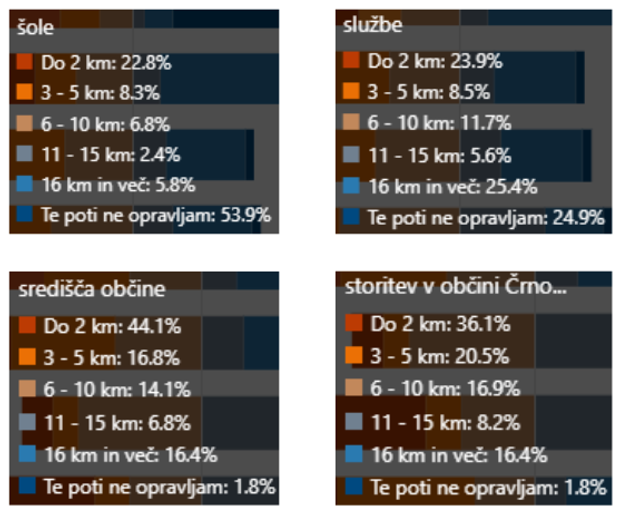 šole
Do 2 km: 22.8%
3 - 5 km: 8.3%
6 - 10 km: 6.8%
11 - 15 km: 2.4%
16 km in več: 5.8%
Te poti ne opravljam: 53.9%
službe
Do 2 km: 23.9%
3 - 5 km: 8.5%
6 - 10 km: 11.7%
11 - 15 km: 5.6%
16 km in več: 25.4%
Te poti ne opravljam: 24.9%
središča občine
Do 2 km: 44.1%
3 - 5 km: 16.8%
6 - 10 km: 14.1%
11 - 15 km: 6.8%
16 km in več: 16.4%
Te poti ne opravljam: 1.8%
storitev v občini Črno...
Do 2 km: 36.1%
3 - 5 km: 20.5%
6 - 10 km: 16.9%
11 - 15 km: 8.2%
16 km in več: 16.4%
Te poti ne opravljam: 1.8%